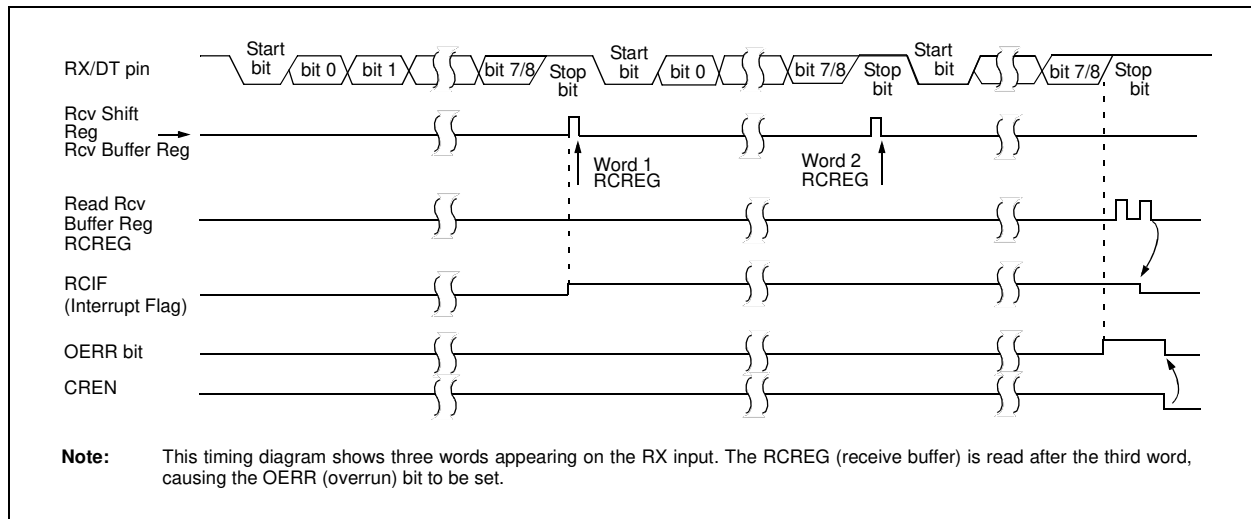 RX/DT pin
Start
bit
bit 0
bit 1
bit 7/8
Stop
bit
Start
bit
bit 0
bit 7/8
Stop
bit
Start
bit
bit 7/8
Stop
bit
Rcv Shift
Reg
Rcv Buffer Reg
Word 1
RCREG
Word 2
RCREG
Read Rcv
Buffer Reg
RCREG
RCIF
(Interrupt Flag)
OERR bit
CREN
Note: This timing diagram shows three words appearing on the RX input. The RCREG (receive buffer) is read after the third word,
causing the OERR (overrun) bit to be set.